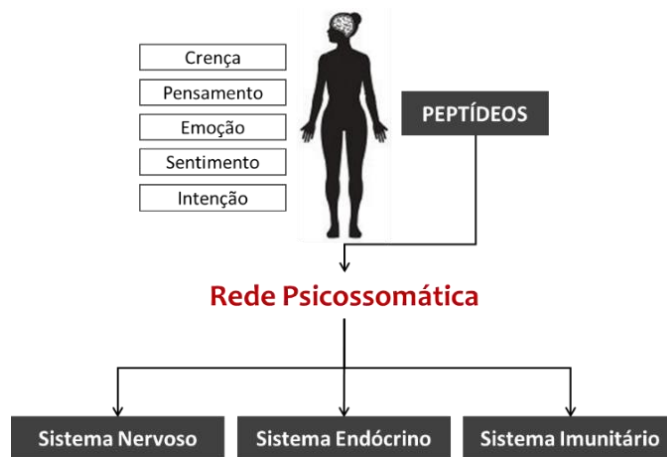 Crença
Pensamento
Emoção
Sentimento
Intenção
PEPTÍDEOS
Rede Psicossomática
Sistema Nervoso
Sistema Endócrino
Sistema Imunitário